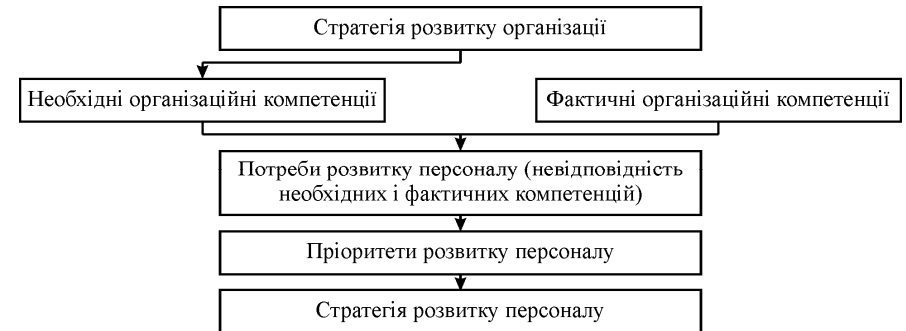 Стратегія розвитку організації
Необхідні організаційні компетенції
Фактичні організаційні компетенції
Потреби розвитку персоналу (невідповідність
необхідних і фактичних компетенцій)
Пріоритети розвитку персоналу
Стратегія розвитку персоналу